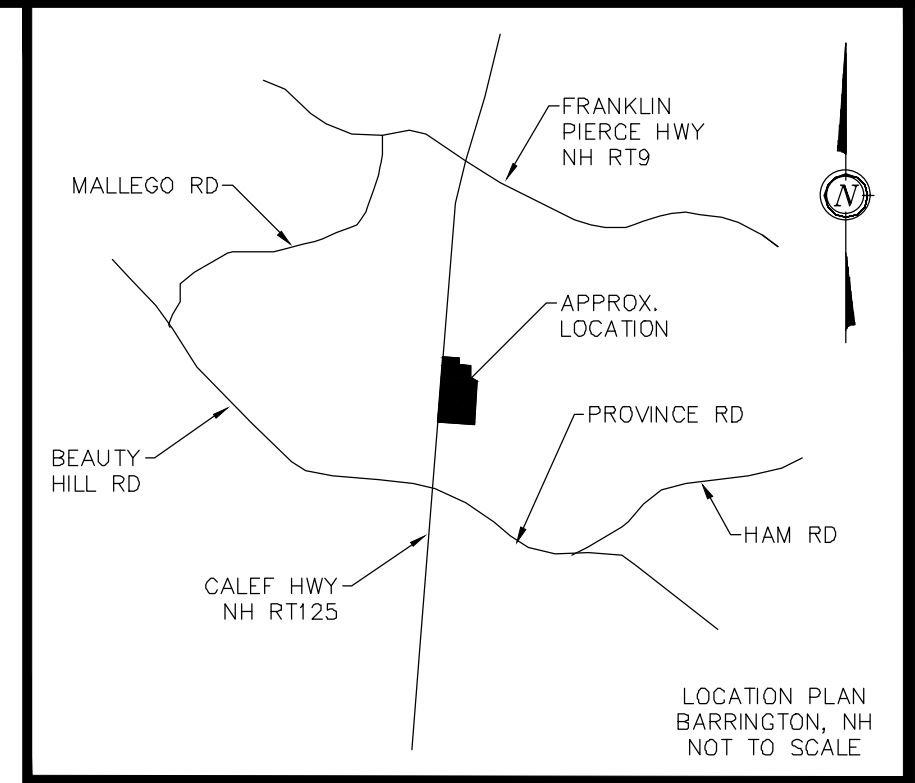 FRANKLIN
PIERCE HWY
NH RT9
MALLEGO RD
N
APPROX.
LOCATION
PROVINCE RD
BEAUTY
HILL RD
HAM RD
CALEF HWY
NH RT125
LOCATION PLAN
BARRINGTON, NH
NOT TO SCALE